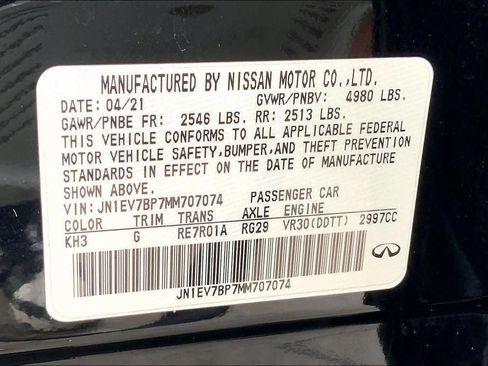 MANUFACTURED BY NISSAN MOTOR CO.,LTD.
DATE: 04/21 GVWR/PNBV: 4980 LBS.
GAWR/PNBE FR: 2546 LBS. RR: 2513 LBS.
THIS VEHICLE CONFORMS TO ALL APPLICABLE FEDERAL
MOTOR VEHICLE SAFETY, BUMPER, AND THEFT PREVENTION
STANDARDS IN EFFECT ON THE DATE OF MANUFACTURE
SHOWN ABOVE.
VIN: JN1EV7BP7MM707074 PASSENGER CAR
COLOR TRIM TRANS AXLE ENGINE
KH3 G RE7R01A RG29 VR30(DDTT) 2997CC
JN1EV7BP7MM707074